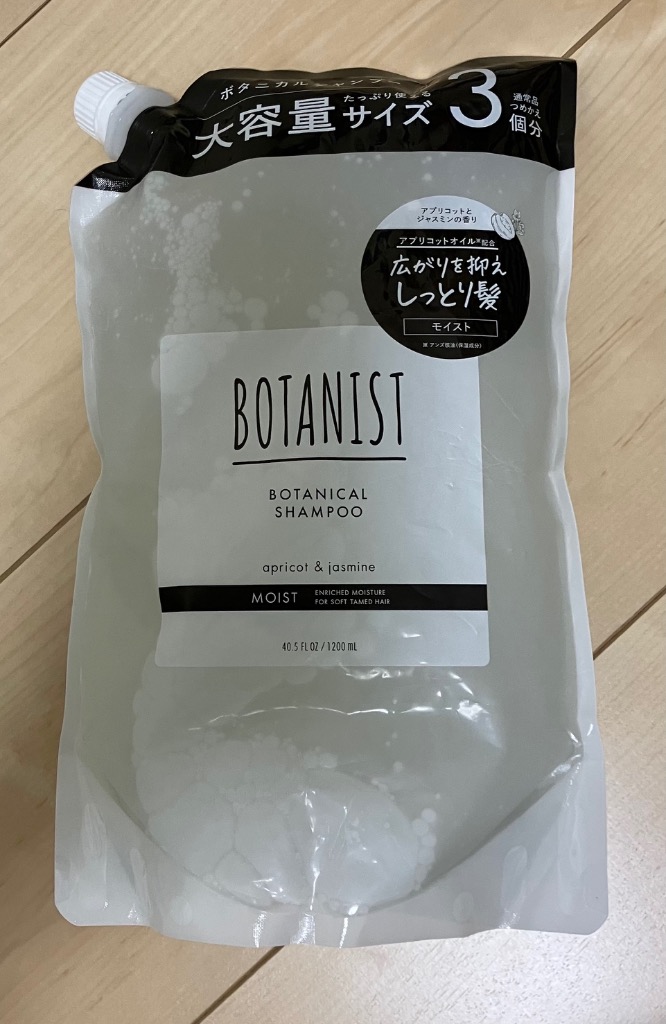 ボタニカルシャンプー
たっぷり使える
大容量サイズ
3
通常品
つめかえ
個分
アプリコットと
ジャスミンの香り
アプリコットオイル※配合
広がりを抑え
しっとり髪
モイスト
※ アンズ核油(保湿成分)
BOTANIST
BOTANICAL
SHAMPOO
apricot & jasmine
MOIST
ENRICHED MOISTURE
FOR SOFT TAMED HAIR
40.5 FL OZ / 1200 mL